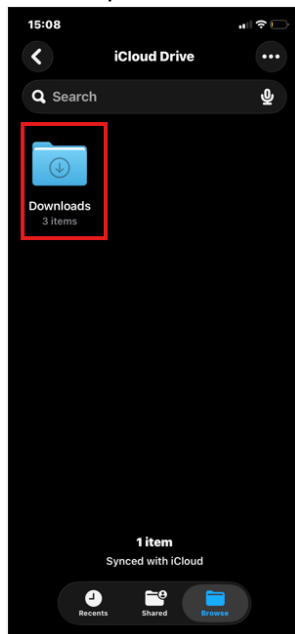 15:08
iCloud Drive
Search
Downloads
3 items
1 item
Synced with iCloud
Recents
Shared
Browse